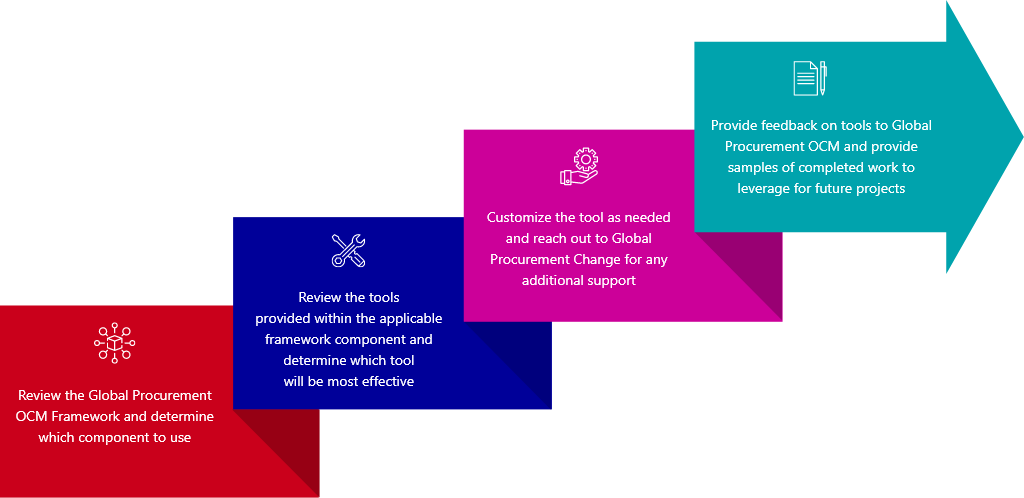 Review the Global Procurement
OCM Framework and determine
which component to use
Review the tools
provided within the applicable
framework component and
determine which tool
will be most effective
Customize the tool as needed
and reach out to Global
Procurement Change for any
additional support
Provide feedback on tools to Global
Procurement OCM and provide
samples of completed work to
leverage for future projects